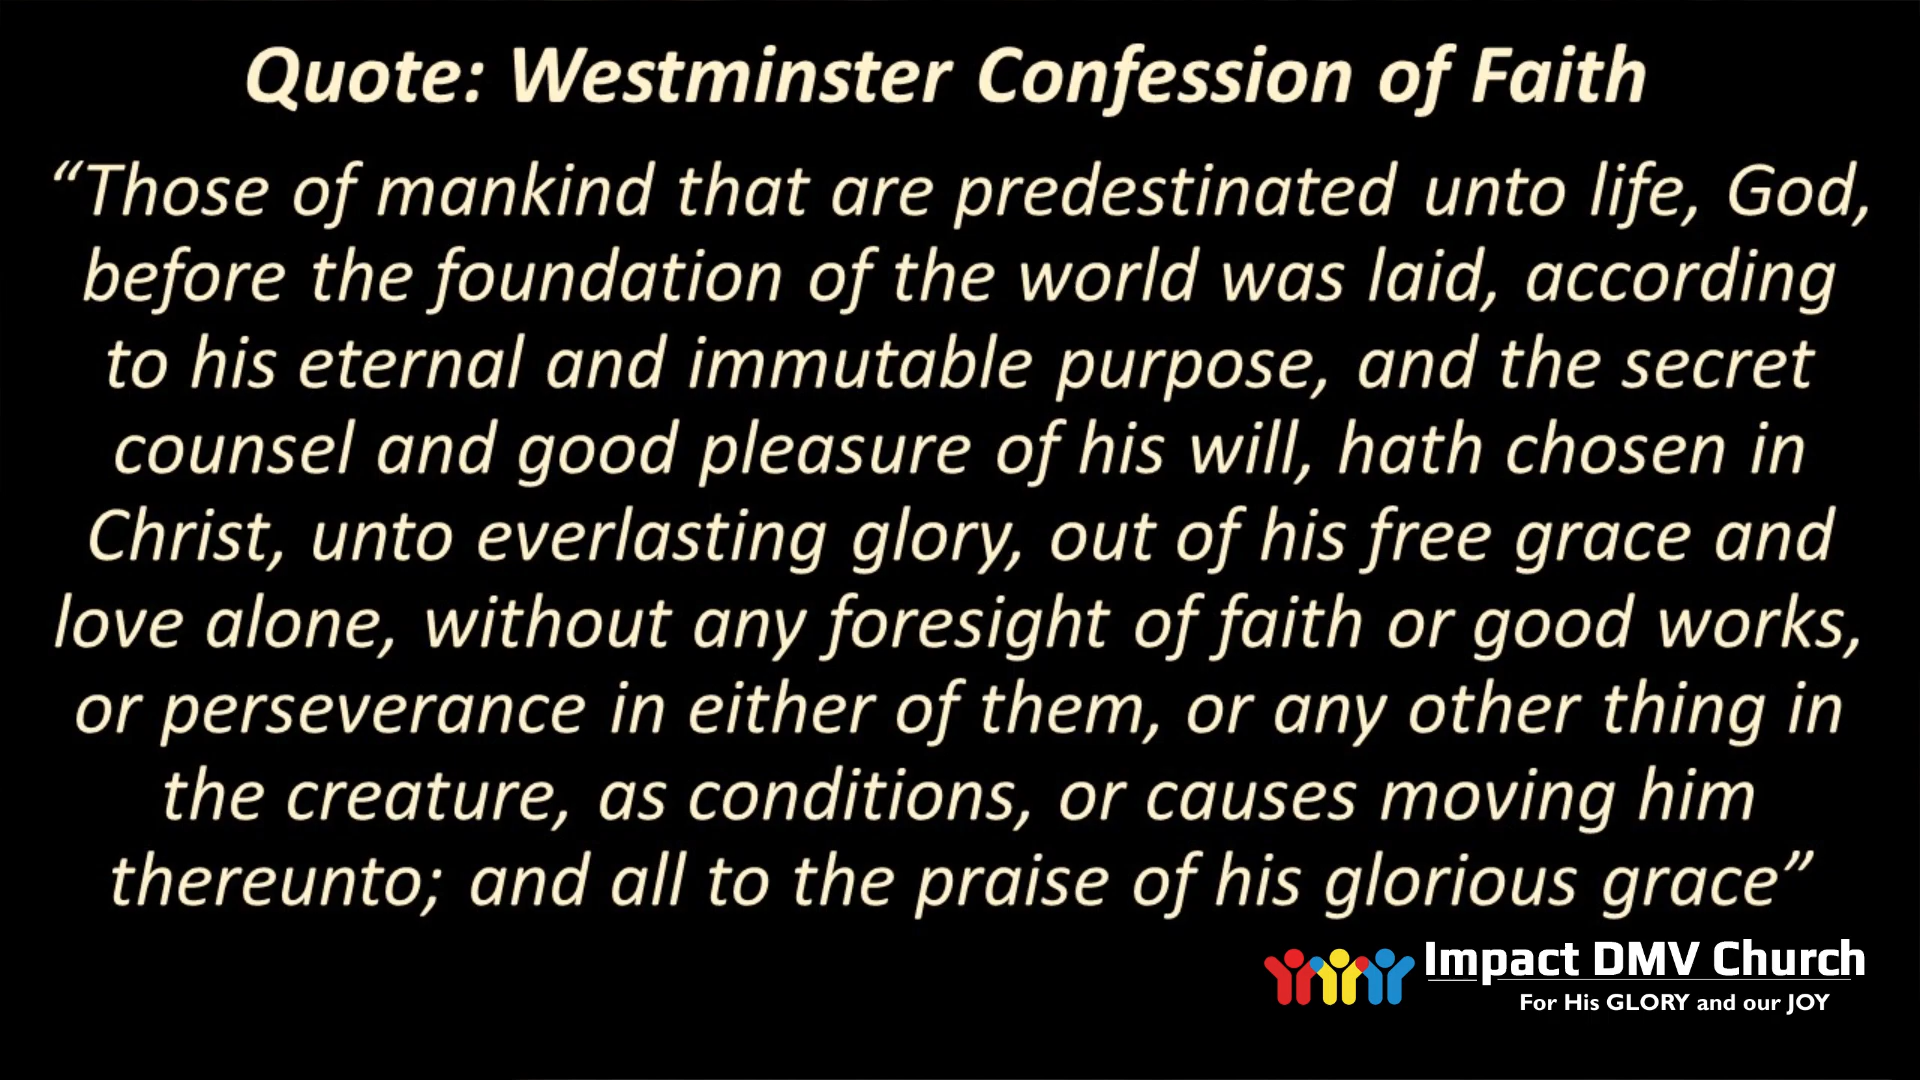 Quote: Westminster Confession of Faith
“Those of mankind that are predestinated unto life, God,
before the foundation of the world was laid, according
to his eternal and immutable purpose, and the secret
counsel and good pleasure of his will, hath chosen in
Christ, unto everlasting glory, out of his free grace and
love alone, without any foresight of faith or good works,
or perseverance in either of them, or any other thing in
the creature, as conditions, or causes moving him
thereunto; and all to the praise of his glorious grace”
Impact DMV Church
For His GLORY and our JOY